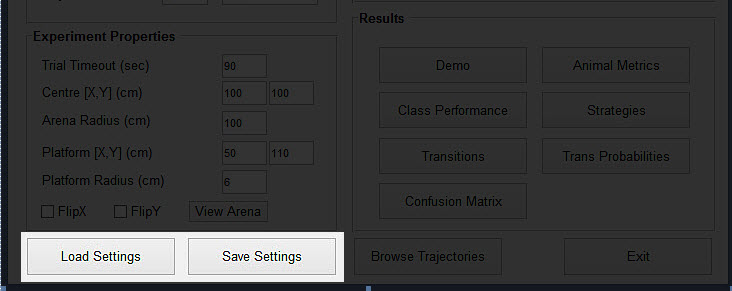 Experiment Properties
Trial Timeout (sec) 90
Centre [X,Y] (cm) 100 100
Arena Radius (cm) 100
Platform [X,Y] (cm) 50 110
Platform Radius (cm) 6
FlipX FlipY View Arena
Load Settings Save Settings
Results
Demo Animal Metrics
Class Performance Strategies
Transitions Trans Probabilities
Confusion Matrix
Browse Trajectories Exit